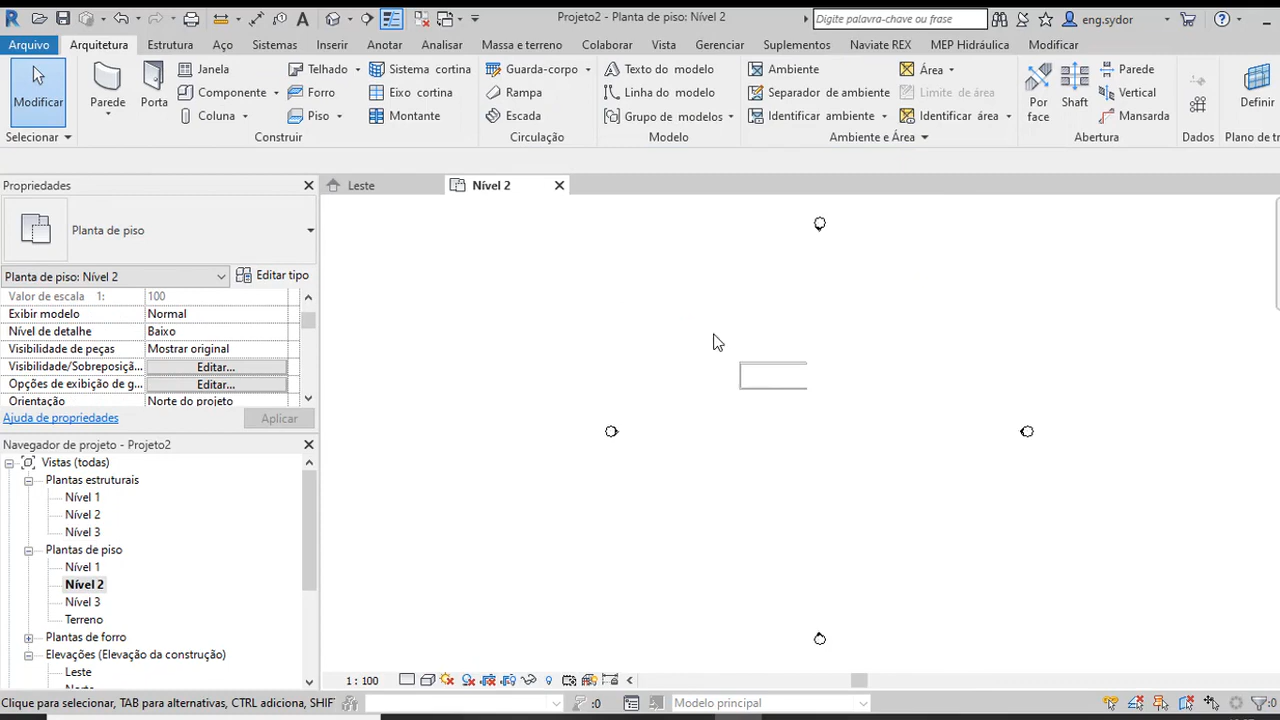 Projeto2 - Planta de piso: Nível 2
Digite palavra-chave ou frase
eng.sydor
Arquivo Arquitetura Estrutura Aço Sistemas Inserir Anotar Analisar Massa e terreno Colaborar Vista Gerenciar Suplementos Naviate REX MEP Hidráulica Modificar
Modificar
Selecionar
Parede
Porta
Janela
Componente
Coluna
Telhado
Forro
Piso
Sistema cortina
Eixo cortina
Montante
Construir
Guarda-corpo
Rampa
Escada
Circulação
Texto do modelo
Linha do modelo
Grupo de modelos
Modelo
Ambiente
Separador de ambiente
Identificar ambiente
Área
Limite de área
Identificar área
Ambiente e Área
Por face
Shaft
Parede
Vertical
Mansarda
Abertura
Dados
Definir
Plano de tr
Propriedades
Leste
Nível 2
Planta de piso
Planta de piso: Nível 2
Editar tipo
Valor de escala 1: 100
Exibir modelo Normal
Nível de detalhe Baixo
Visibilidade de peças Mostrar original
Visibilidade/Sobreposiçã... Editar...
Opções de exibição de g... Editar...
Orientação Norte do projeto
Ajuda de propriedades
Aplicar
Navegador de projeto - Projeto2
Vistas (todas)
Plantas estruturais
Nível 1
Nível 2
Nível 3
Plantas de piso
Nível 1
Nível 2
Nível 3
Terreno
Plantas de forro
Elevações (Elevação da construção)
Leste
1 : 100
Clique para selecionar, TAB para alternativas, CTRL adiciona, SHIF
:0
Modelo principal
:0